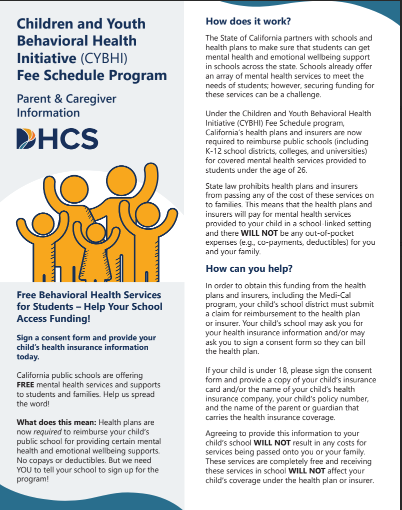 Children and Youth
Behavioral Health
Initiative (CYBHI)
Fee Schedule Program
Parent & Caregiver
Information
DHCS
Free Behavioral Health Services
for Students – Help Your School
Access Funding!
Sign a consent form and provide your
child's health insurance information
today.
California public schools are offering
FREE mental health services and supports
to students and families. Help us spread
the word!
What does this mean: Health plans are
now required to reimburse your child's
public school for providing certain mental
health and emotional wellbeing supports.
No copays or deductibles. But we need
YOU to tell your school to sign up for the
program!
How does it work?
The State of California partners with schools and
health plans to make sure that students can get
mental health and emotional wellbeing support
in schools across the state. Schools already offer
an array of mental health services to meet the
needs of students; however, securing funding for
these services can be a challenge.
Under the Children and Youth Behavioral Health
Initiative (CYBHI) Fee Schedule program,
California's health plans and insurers are now
required to reimburse public schools (including
K-12 school districts, colleges, and universities)
for covered mental health services provided to
students under the age of 26.
State law prohibits health plans and insurers
from passing any of the cost of these services on
to families. This means that the health plans and
insurers will pay for mental health services
provided to your child in a school-linked setting
and there WILL NOT be any out-of-pocket
expenses (e.g., co-payments, deductibles) for you
and your family.
How can you help?
In order to obtain this funding from the health
plans and insurers, including the Medi-Cal
program, your child's school district must submit
a claim for reimbursement to the health plan
or insurer. Your child's school may ask you for
your health insurance information and/or may
ask you to sign a consent form so they can bill
the health plan.
If your child is under 18, please sign the consent
form and provide a copy of your child's insurance
card and/or the name of your child's health
insurance company, your child's policy number,
and the name of the parent or guardian that
carries the health insurance coverage.
Agreeing to provide this information to your
child's school WILL NOT result in any costs for
services being passed onto you or your family.
These services are completely free and receiving
these services in school WILL NOT affect your
child's coverage under the health plan or insurer.